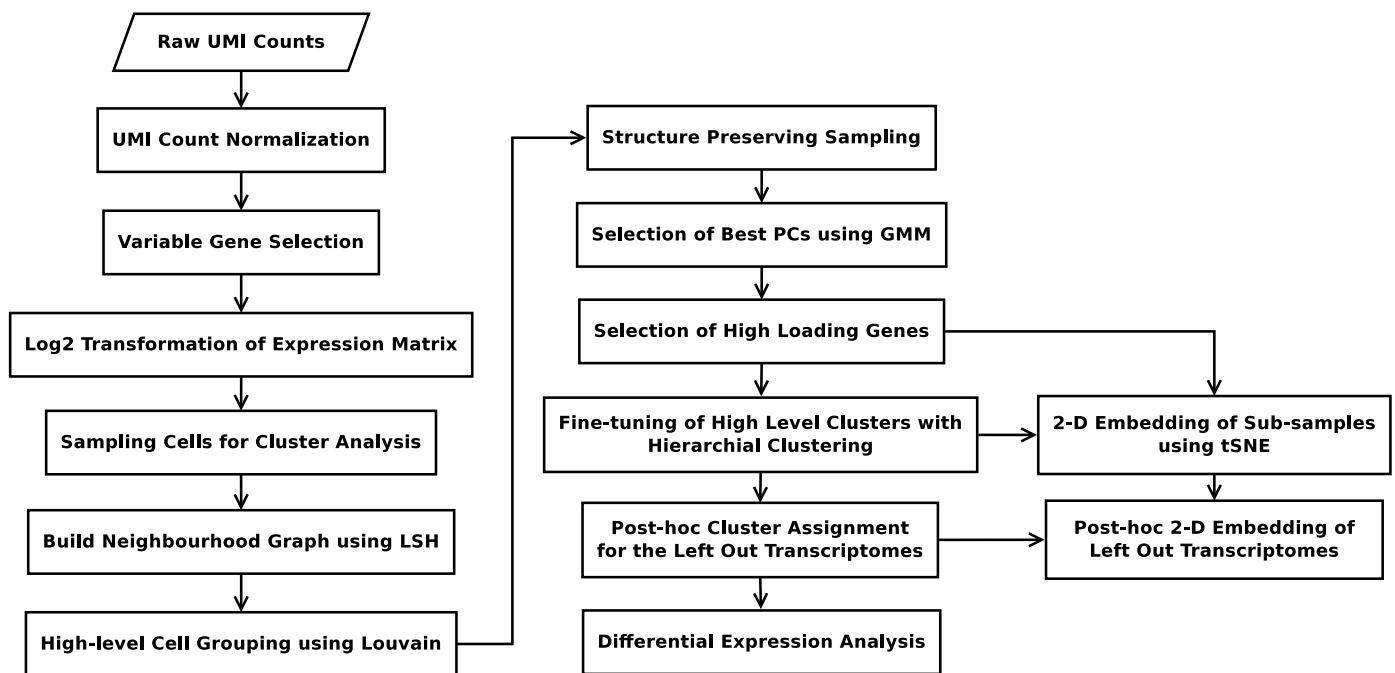 Raw UMI Counts
UMI Count Normalization
Variable Gene Selection
Log2 Transformation of Expression Matrix
Sampling Cells for Cluster Analysis
Build Neighbourhood Graph using LSH
High-level Cell Grouping using Louvain
Structure Preserving Sampling
Selection of Best PCs using GMM
Selection of High Loading Genes
Fine-tuning of High Level Clusters with
Hierarchial Clustering
Post-hoc Cluster Assignment
for the Left Out Transcriptomes
Differential Expression Analysis
2-D Embedding of Sub-samples
using tSNE
Post-hoc 2-D Embedding of
Left Out Transcriptomes